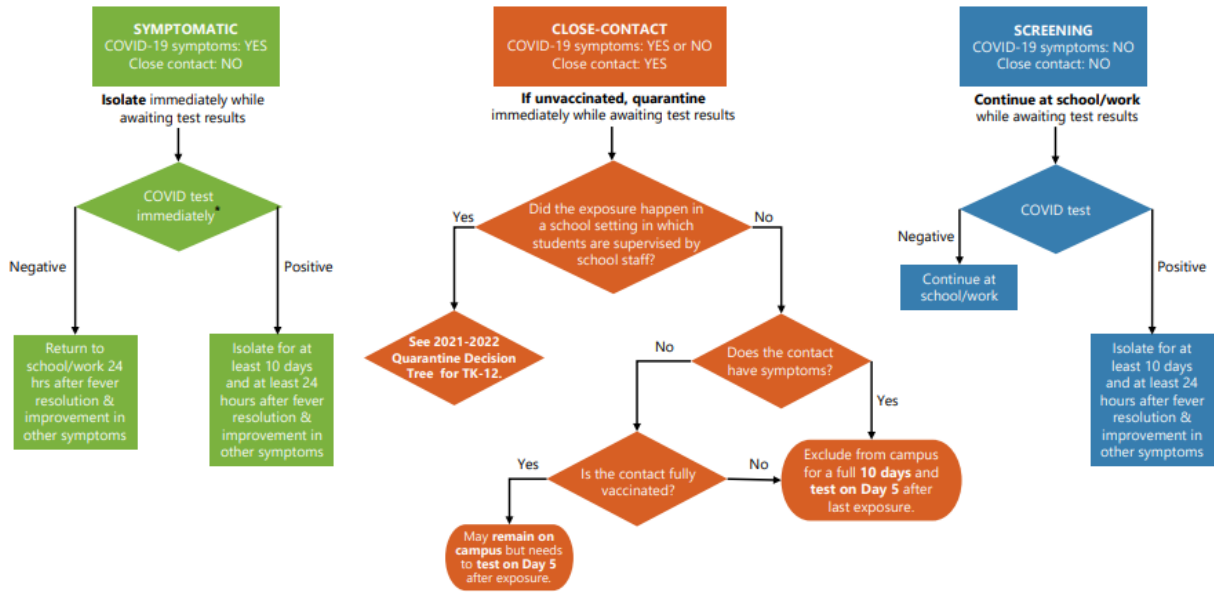 SYMPTOMATIC
COVID-19 symptoms: YES
Close contact: NO
Isolate immediately while
awaiting test results
COVID test
immediately*
Negative
Positive
Return to
school/work 24
hrs after fever
resolution &
improvement in
other symptoms
Isolate for at
least 10 days
and at least 24
hours after fever
resolution &
improvement in
other symptoms
CLOSE-CONTACT
COVID-19 symptoms: YES or NO
Close contact: YES
If unvaccinated, quarantine
immediately while awaiting test results
Did the exposure happen in
a school setting in which
students are supervised by
school staff?
Yes
No
See 2021-2022
Quarantine Decision
Tree for TK-12.
Does the contact
have symptoms?
No
Yes
Is the contact fully
vaccinated?
Yes
No
Exclude from campus
for a full 10 days and
test on Day 5 after
last exposure.
May remain on
campus but needs
to test on Day 5
after exposure.
SCREENING
COVID-19 symptoms: NO
Close contact: NO
Continue at school/work
while awaiting test results
COVID test
Negative
Positive
Continue at
school/work
Isolate for at
least 10 days
and at least 24
hours after fever
resolution &
improvement in
other symptoms